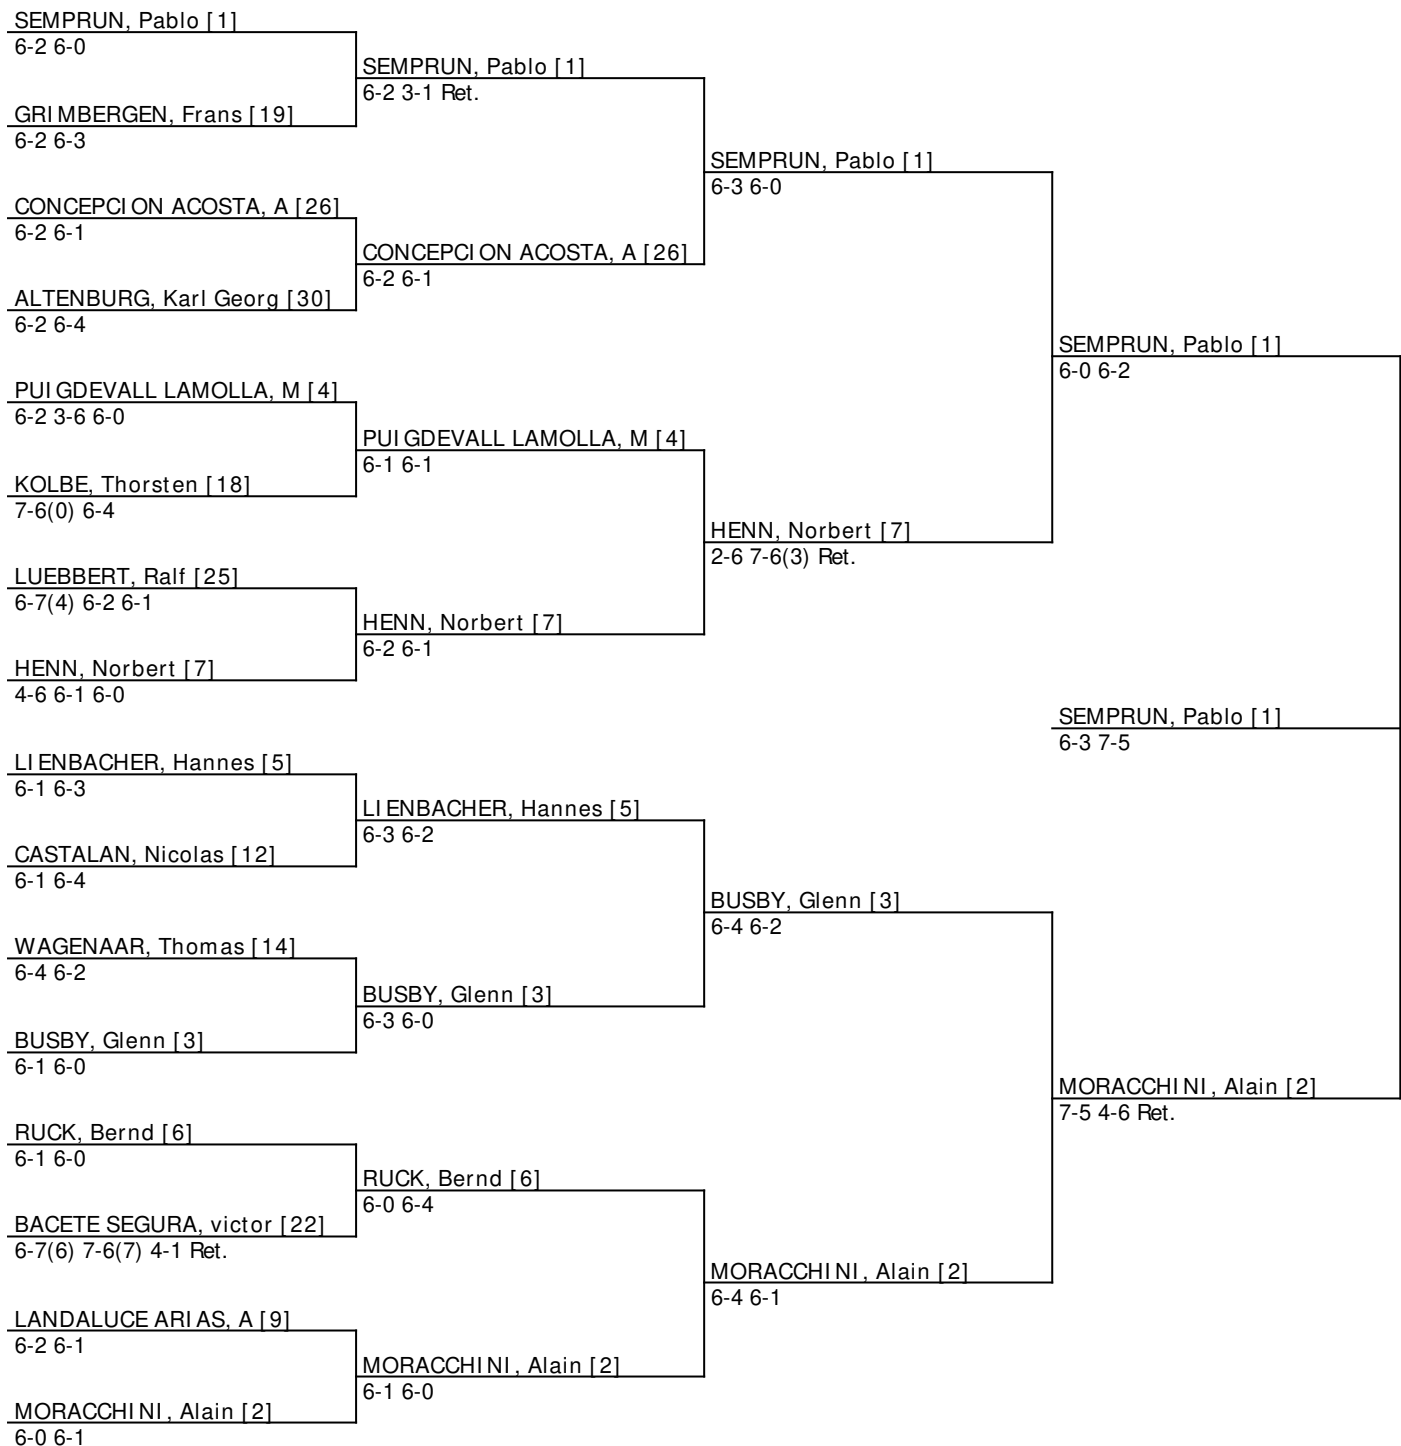 SEMPRUN, Pablo [1]
6-2 6-0
GRIMBERGEN, Frans [19]
6-2 6-3
CONCEPCION ACOSTA, A [26]
6-2 6-1
ALTENBURG, Karl Georg [30]
6-2 6-4
PUIGDEVALL LAMOLLA, M [4]
6-2 3-6 6-0
KOLBE, Thorsten [18]
7-6(0) 6-4
LUEBBERT, Ralf [25]
6-7(4) 6-2 6-1
HENN, Norbert [7]
4-6 6-1 6-0
LIENBACHER, Hannes [5]
6-1 6-3
CASTALAN, Nicolas [12]
6-1 6-4
WAGENAAR, Thomas [14]
6-4 6-2
BUSBY, Glenn [3]
6-1 6-0
RUCK, Bernd [6]
6-1 6-0
BACETE SEGURA, victor [22]
6-7(6) 7-6(7) 4-1 Ret.
LANDALUCE ARIAS, A [9]
6-2 6-1
MORACCHINI, Alain [2]
6-0 6-1
SEMPRUN, Pablo [1]
6-2 3-1 Ret.
CONCEPCION ACOSTA, A [26]
6-2 6-1
PUIGDEVALL LAMOLLA, M [4]
6-1 6-1
HENN, Norbert [7]
6-2 6-1
LIENBACHER, Hannes [5]
6-3 6-2
BUSBY, Glenn [3]
6-3 6-0
RUCK, Bernd [6]
6-0 6-4
MORACCHINI, Alain [2]
6-1 6-0
SEMPRUN, Pablo [1]
6-3 6-0
HENN, Norbert [7]
2-6 7-6(3) Ret.
BUSBY, Glenn [3]
6-4 6-2
MORACCHINI, Alain [2]
6-4 6-1
SEMPRUN, Pablo [1]
6-0 6-2
SEMPRUN, Pablo [1]
6-3 7-5
MORACCHINI, Alain [2]
7-5 4-6 Ret.